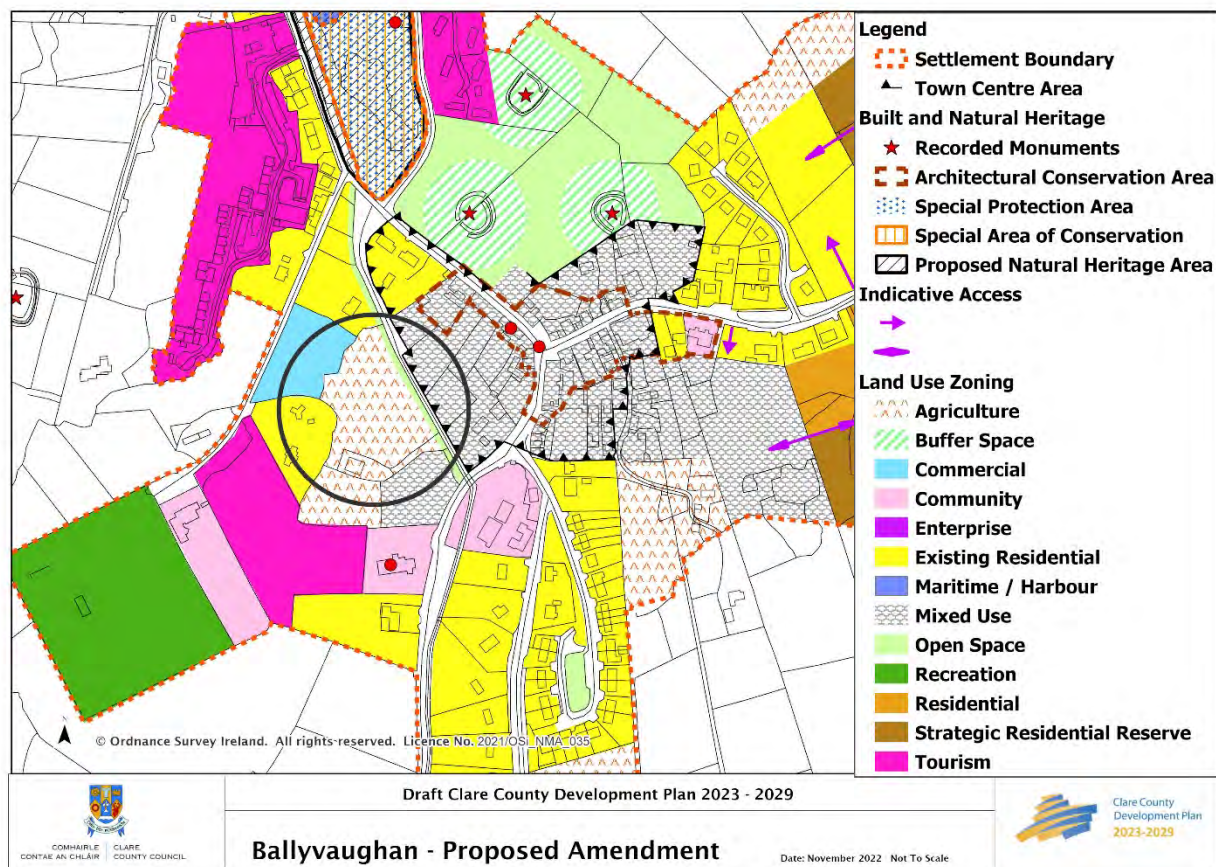 Legend
Settlement Boundary
Town Centre Area
Built and Natural Heritage
Recorded Monuments
Architectural Conservation Area
Special Protection Area
Special Area of Conservation
Proposed Natural Heritage Area
Indicative Access
Land Use Zoning
Agriculture
Buffer Space
Commercial
Community
Enterprise
Existing Residential
Maritime / Harbour
Mixed Use
Open Space
Recreation
Residential
Strategic Residential Reserve
Tourism
N
© Ordnance Survey Ireland. All rights reserved. Licence No. 2021/OSi_NMA_035
COMHAIRLE CONTAE AN CHLÁIR
CLARE COUNTY COUNCIL
Draft Clare County Development Plan 2023 - 2029
Ballyvaughan - Proposed Amendment
Date: November 2022 Not To Scale
Clare County
Development Plan
2023-2029